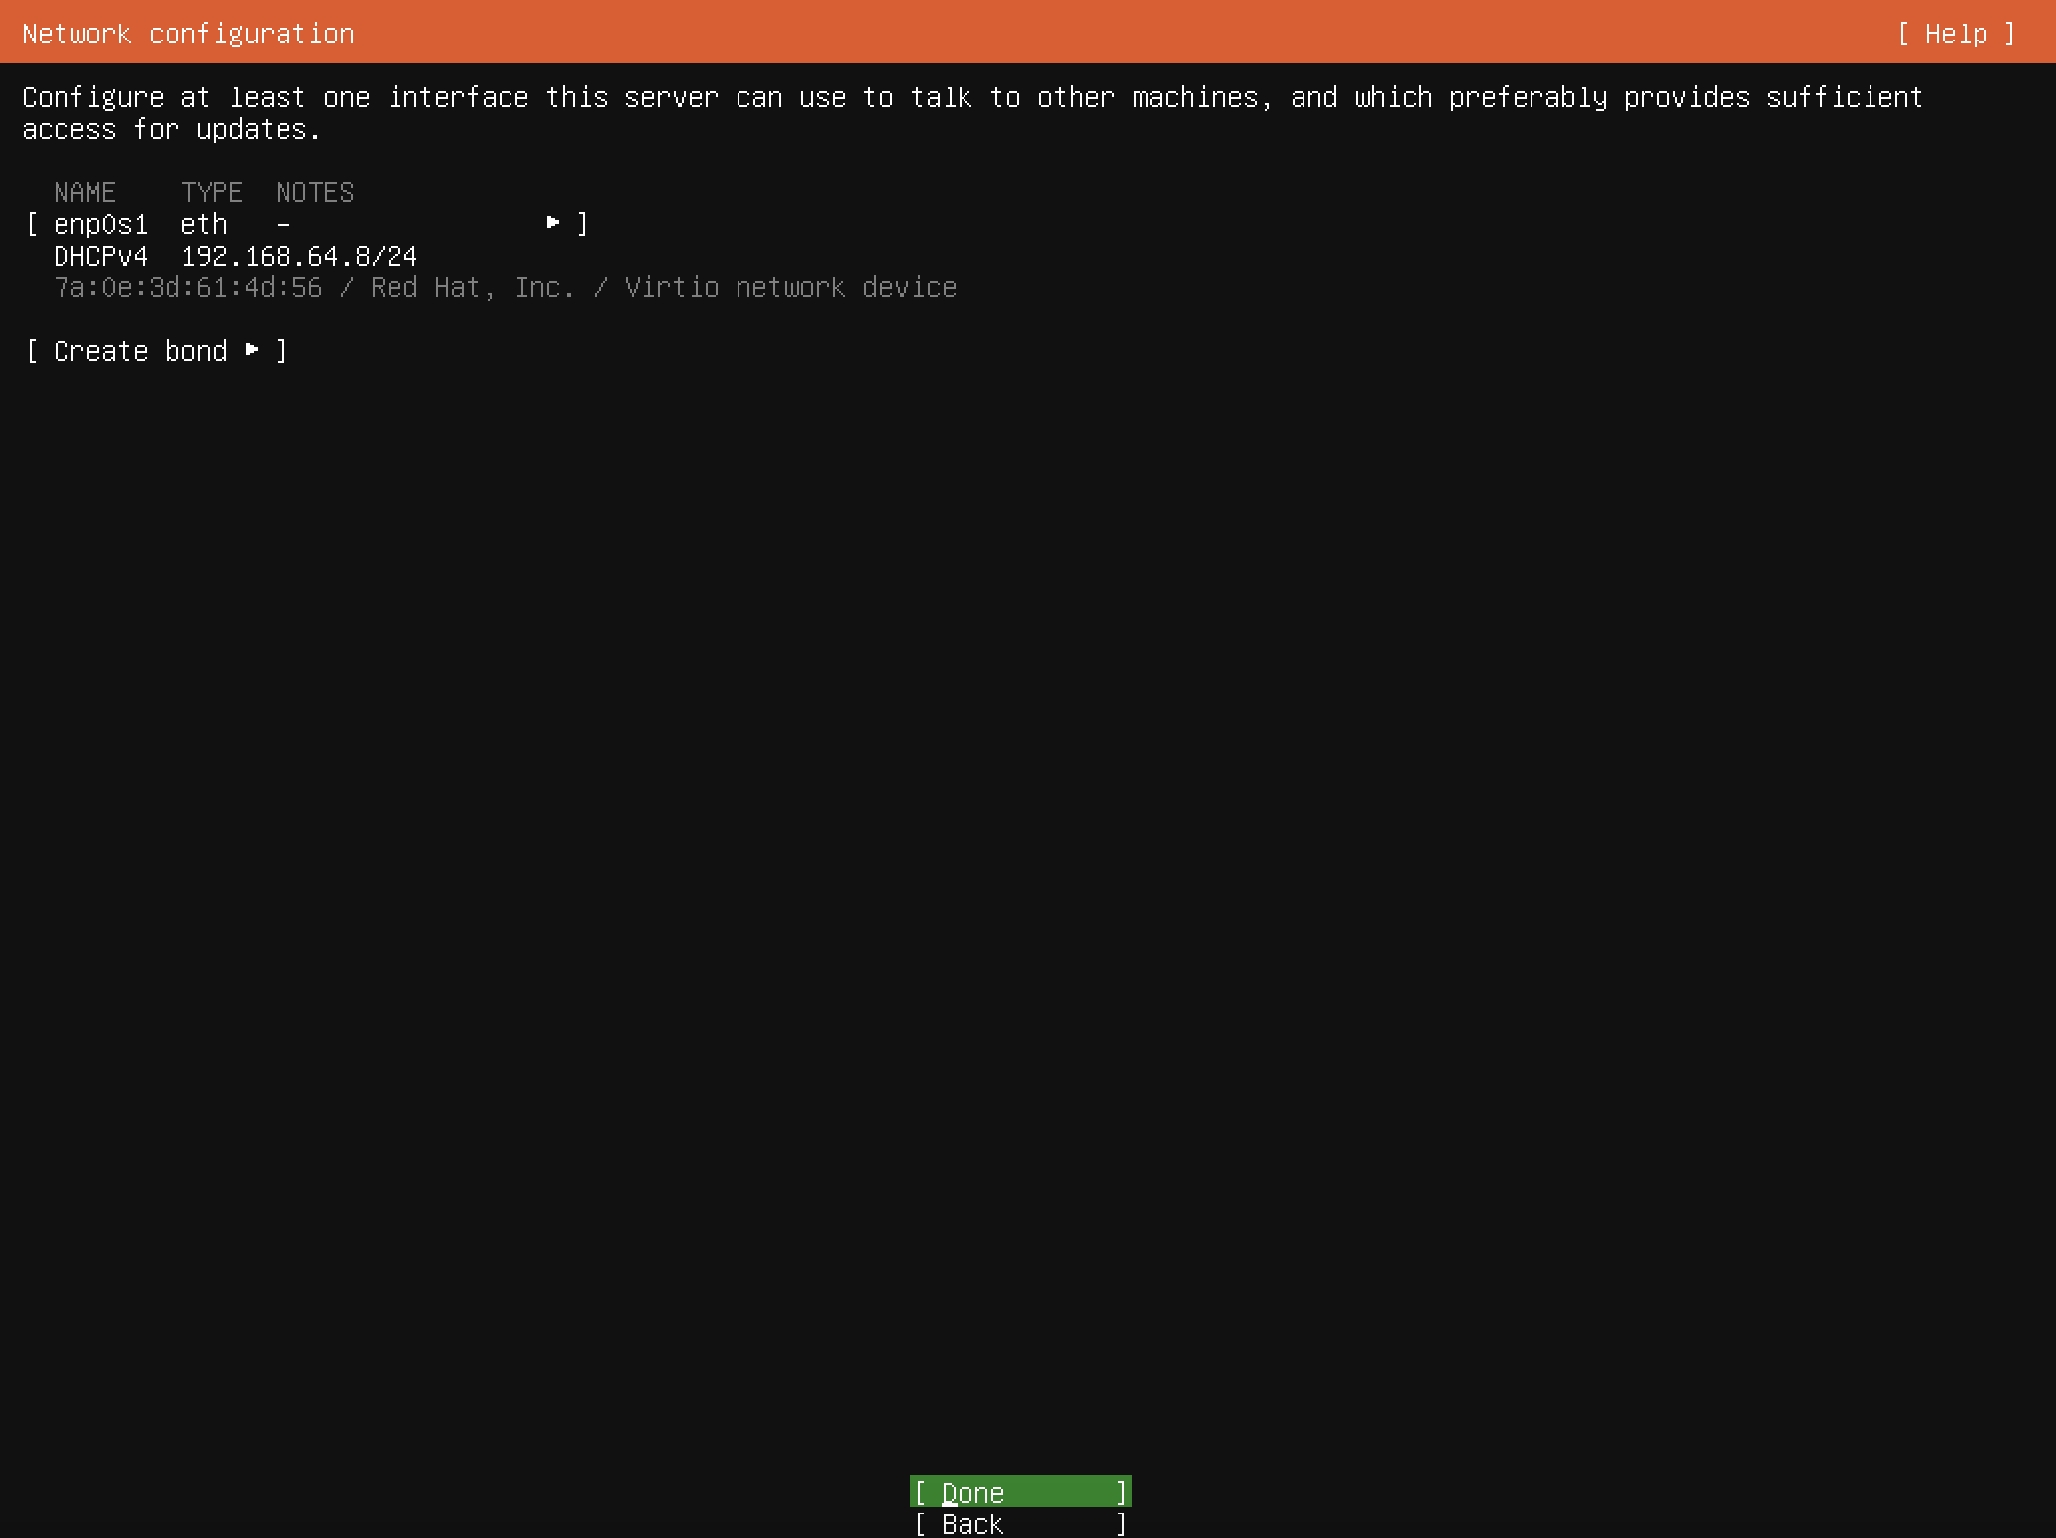 Network configuration [ Help ]
Configure at least one interface this server can use to talk to other machines, and which preferably provides sufficient
access for updates.
NAME TYPE NOTES
[ enp0s1 eth - ▸ ]
DHCPv4 192.168.64.8/24
7a:0e:3d:61:4d:56 / Red Hat, Inc. / Virtio network device
[ Create bond ▸ ]
[ Done ]
[ Back ]